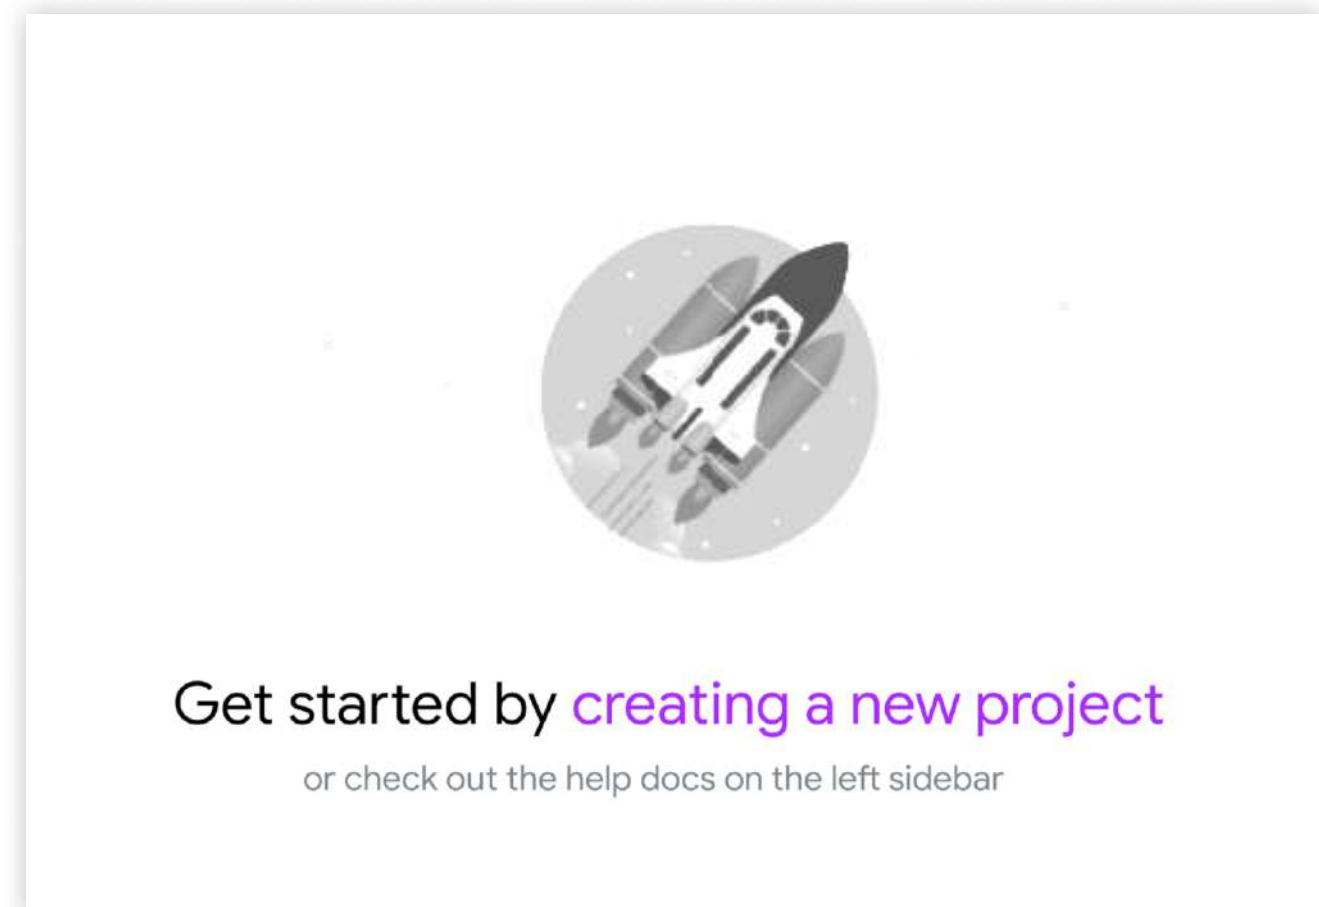 Get started by creating a new project
or check out the help docs on the left sidebar